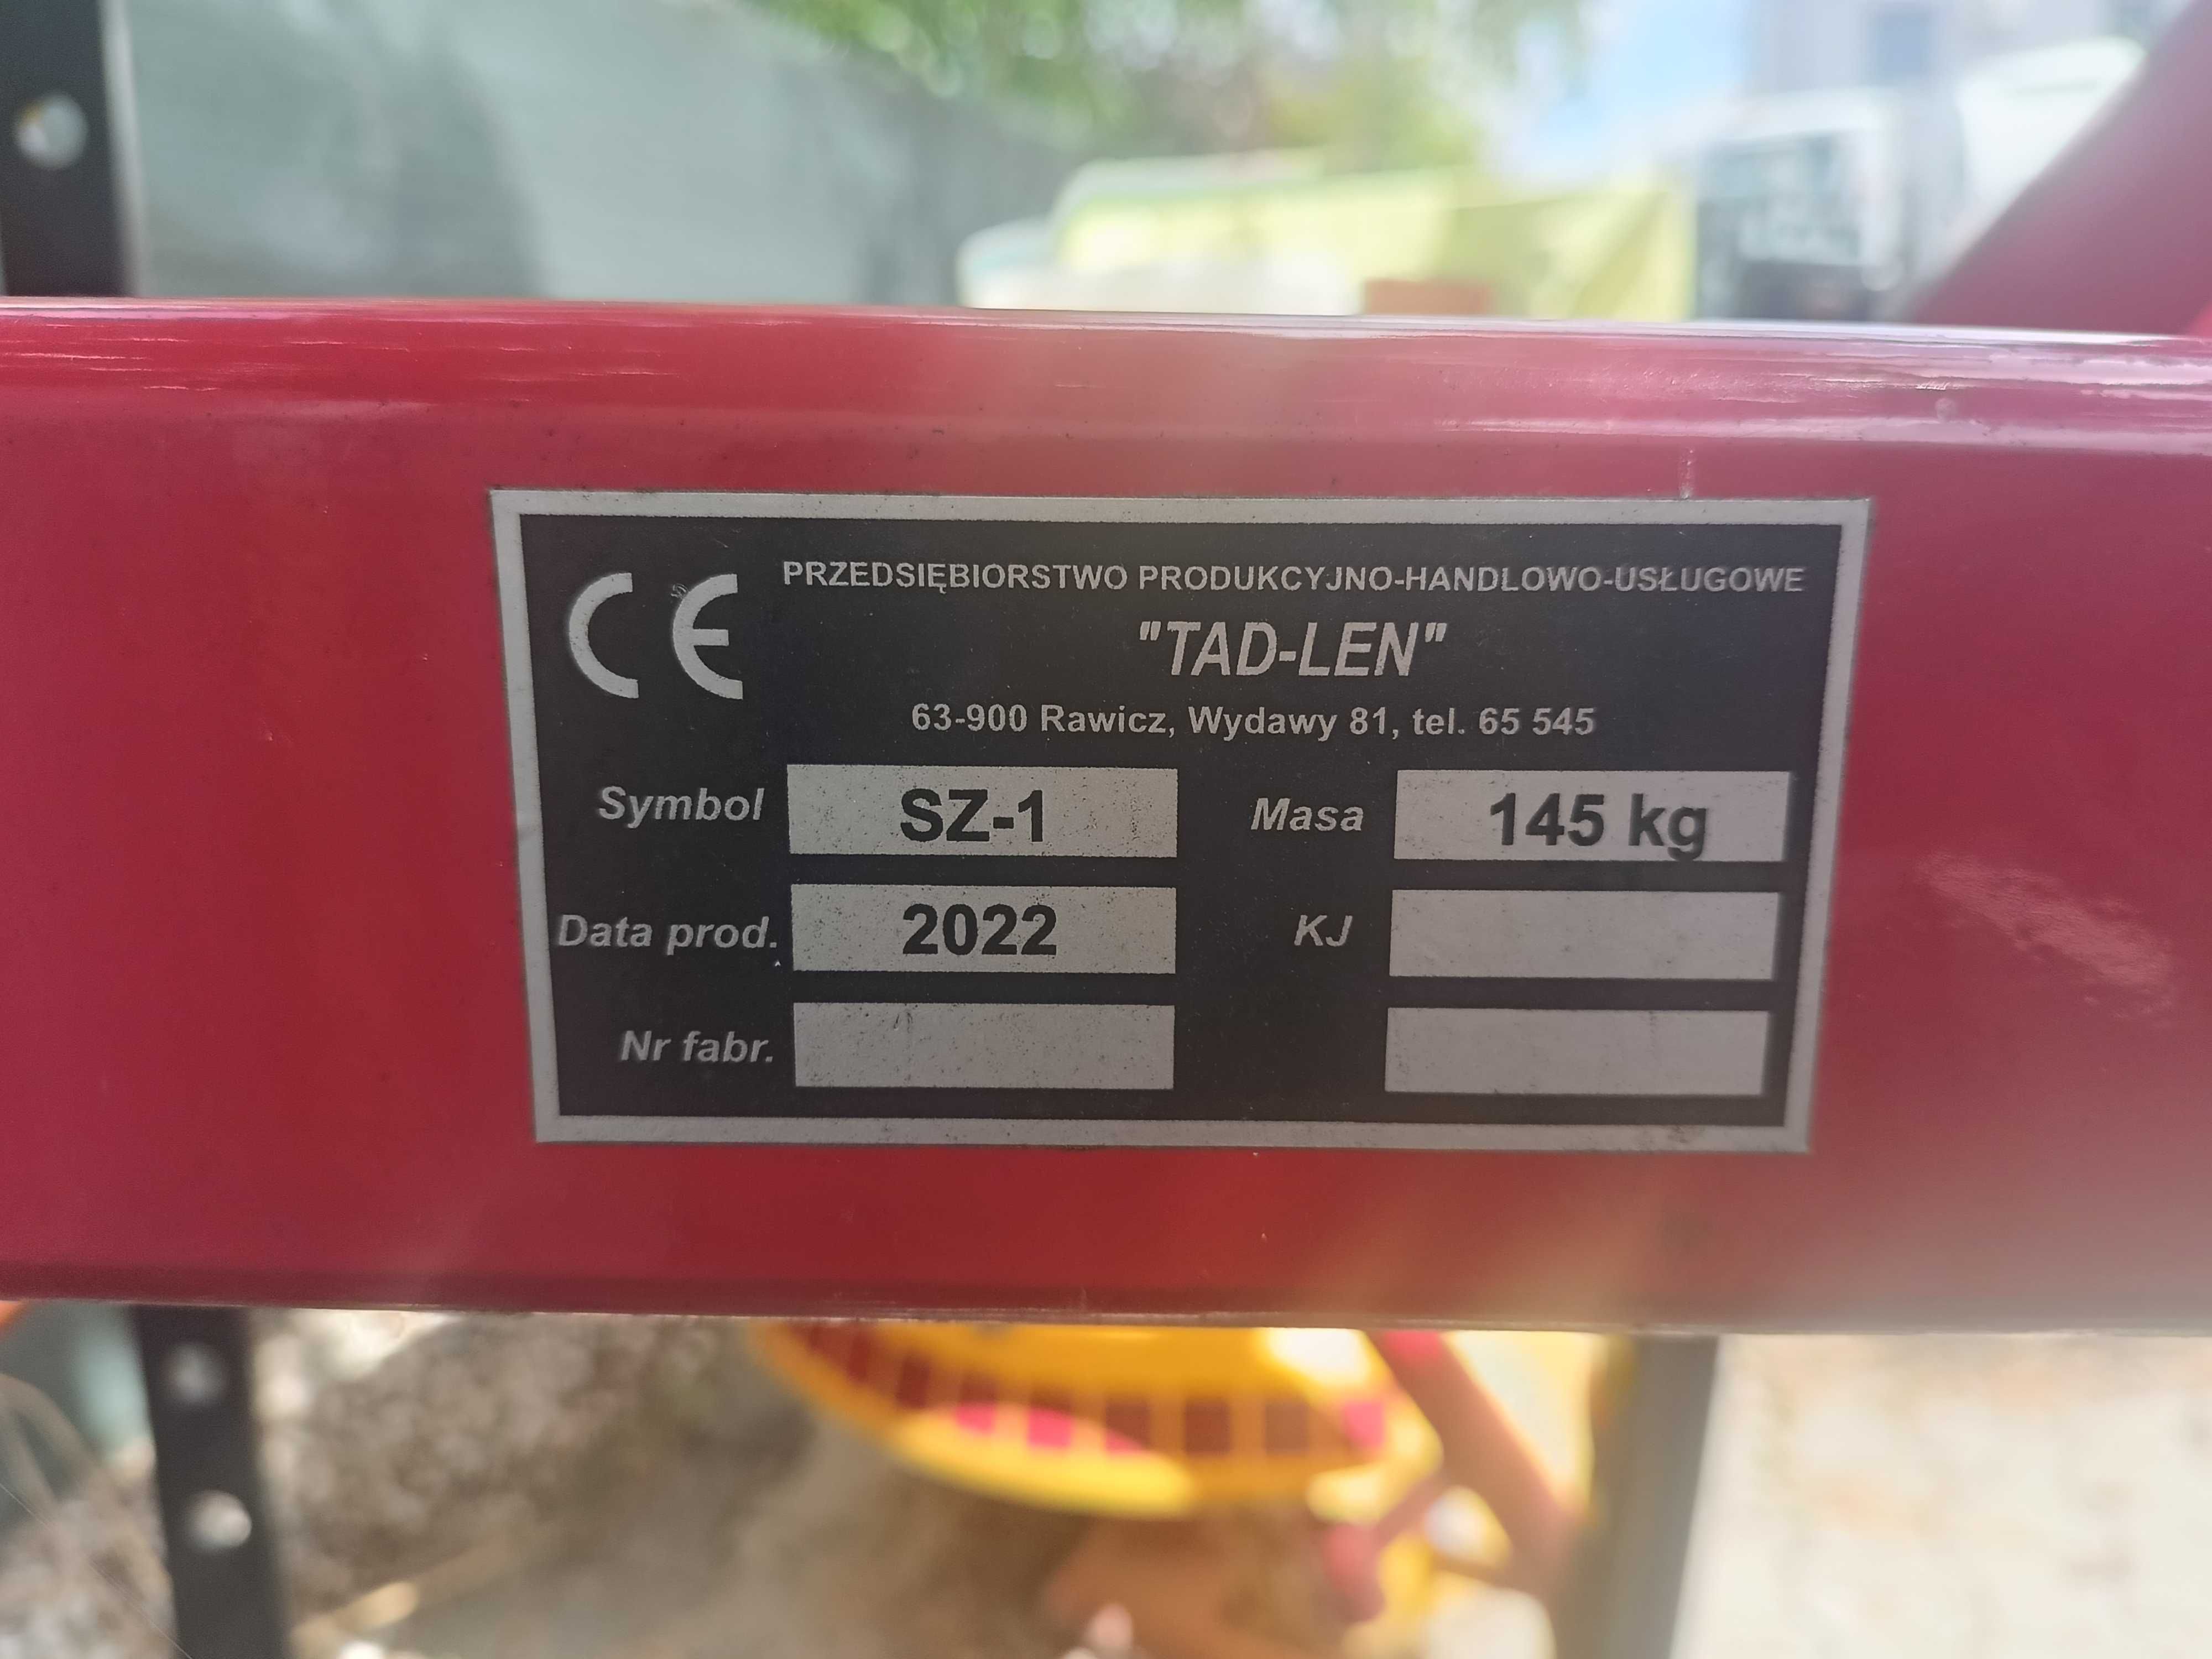 CE PRZEDSIĘBIORSTWO PRODUKCYJNO-HANDLOWO-USŁUGOWE
"TAD-LEN"
63-900 Rawicz, Wydawy 81, tel. 65 545
Symbol SZ-1 Masa 145 kg
Data prod. 2022 KJ
Nr fabr.